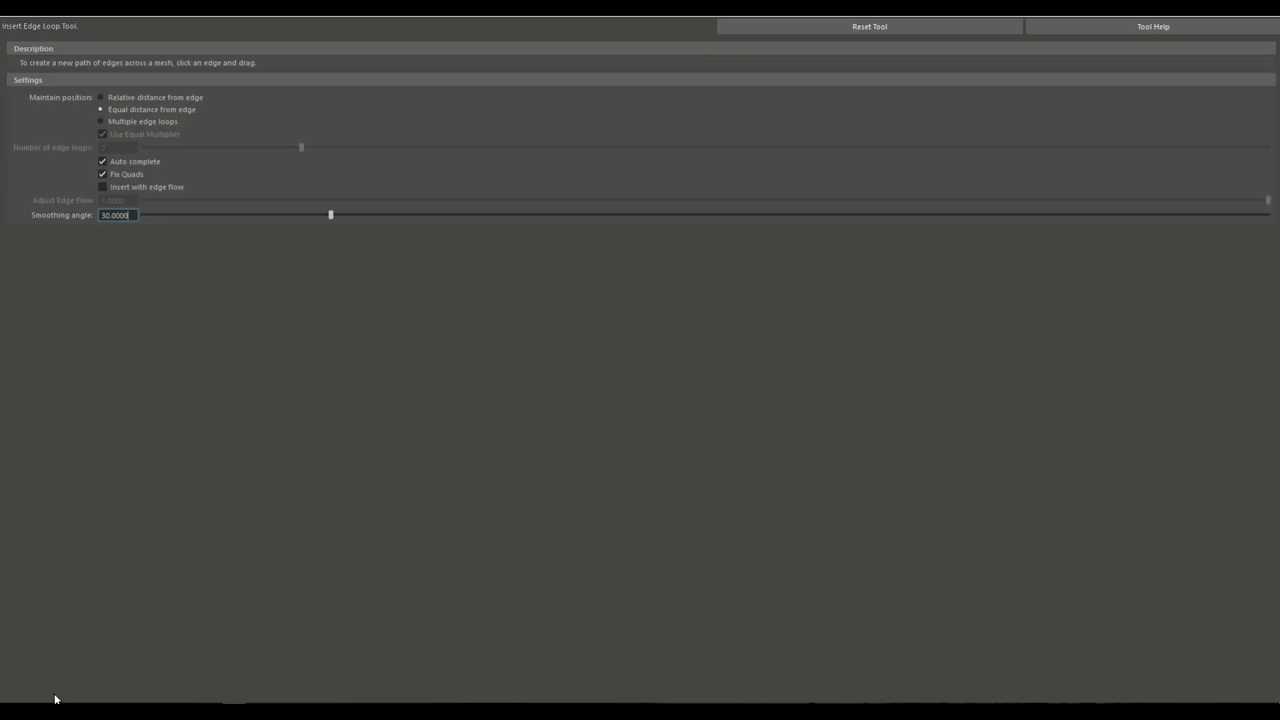 Insert Edge Loop Tool.
Reset Tool
Tool Help
Description
To create a new path of edges across a mesh, click an edge and drag.
Settings
Maintain position:
Relative distance from edge
Equal distance from edge
Multiple edge loops
Use Equal Multiplier
Number of edge loops:
Auto complete
Fix Quads
Insert with edge flow
Adjust Edge Flow 1.0000
Smoothing angle: 30.0000